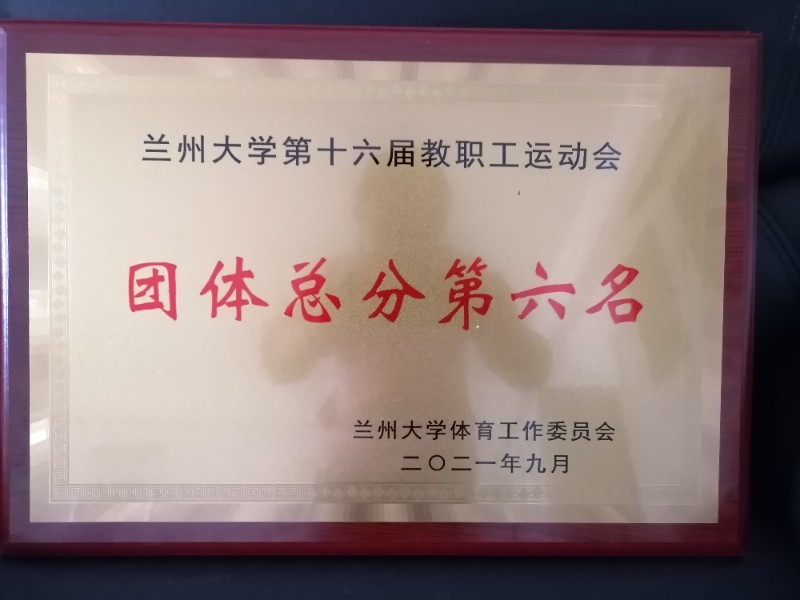 兰州大学第十六届教职工运动会
团体总分第六名
兰州大学体育工作委员会
二〇二一年九月